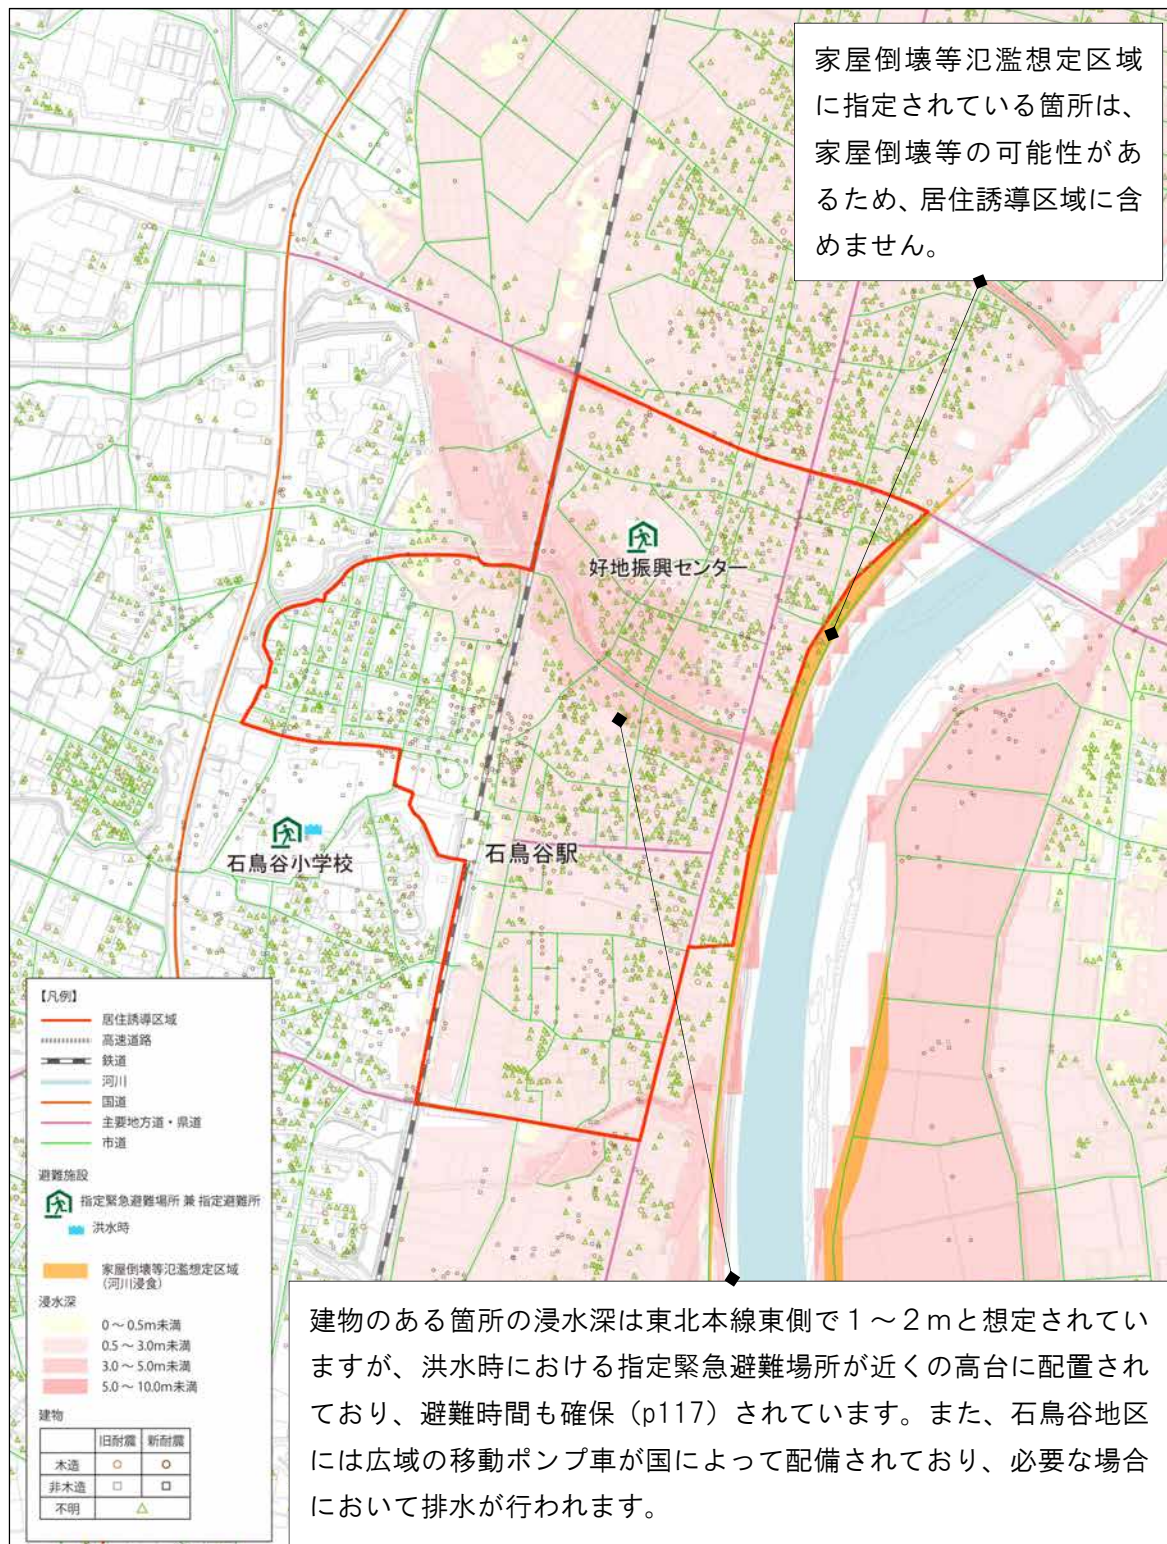 家屋倒壊等氾濫想定区域
に指定されている箇所は、
家屋倒壊等の可能性があ
るため、居住誘導区域に含
めません。
好地振興センター
石鳥谷駅
石鳥谷小学校
【凡例】
居住誘導区域
高速道路
鉄道
河川
国道
主要地方道・県道
市道
避難施設
指定緊急避難場所 兼 指定避難所
洪水時
家屋倒壊等氾濫想定区域
（河川浸食）
浸水深
0～0.5m未満
0.5～3.0m未満
3.0～5.0m未満
5.0～10.0m未満
建物
旧耐震 新耐震
木造
非木造
不明
建物のある箇所の浸水深は東北本線東側で１～２ｍと想定されてい
ますが、洪水時における指定緊急避難場所が近くの高台に配置され
ており、避難時間も確保（p117）されています。また、石鳥谷地区
には広域の移動ポンプ車が国によって配備されており、必要な場合
において排水が行われます。